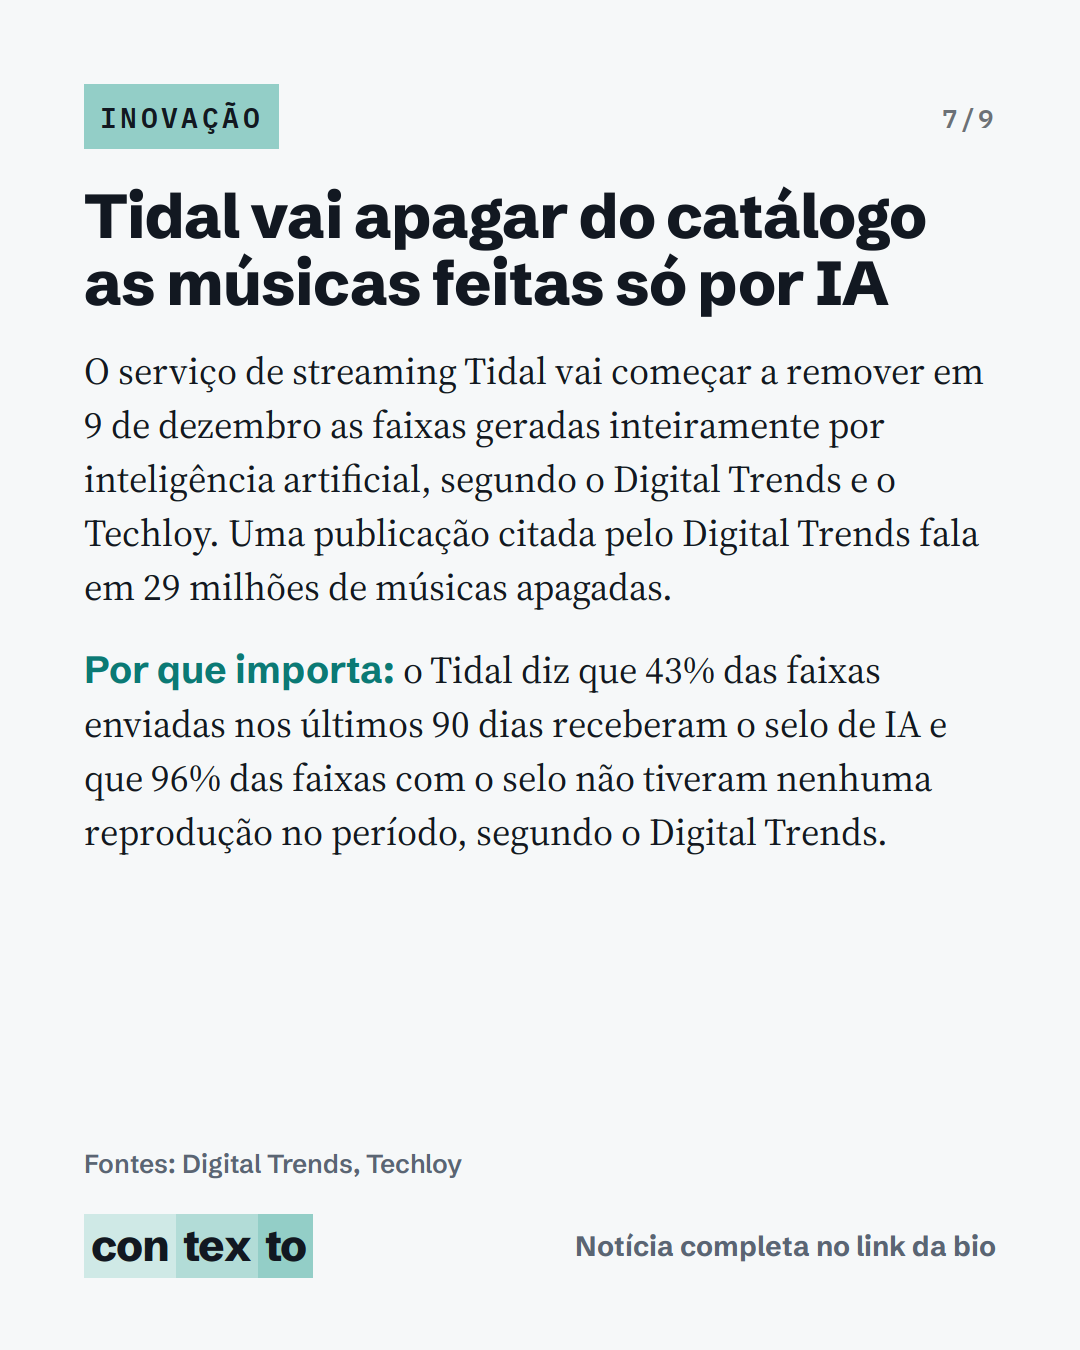 INOVAÇÃO
7/9
Tidal vai apagar do catálogo
as músicas feitas só por IA
O serviço de streaming Tidal vai começar a remover em
9 de dezembro as faixas geradas inteiramente por
inteligência artificial, segundo o Digital Trends e o
Techloy. Uma publicação citada pelo Digital Trends fala
em 29 milhões de músicas apagadas.
Por que importa: o Tidal diz que 43% das faixas
enviadas nos últimos 90 dias receberam o selo de IA e
que 96% das faixas com o selo não tiveram nenhuma
reprodução no período, segundo o Digital Trends.
Fontes: Digital Trends, Techloy
contexto
Notícia completa no link da bio